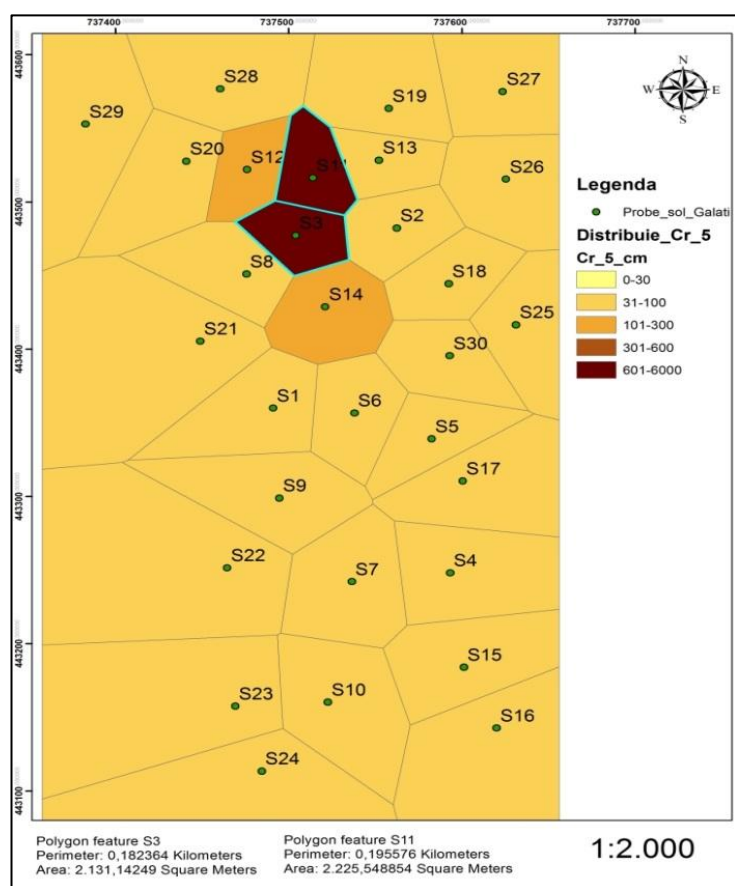 737400 737500 737600 737700
443600
443500
443400
443300
443200
443100
S28
S27
S29
S19
S20
S12
S11
S13
S26
S3
S2
S8
S14
S18
S21
S25
S30
S1
S6
S5
S17
S9
S22
S7
S4
S15
S23
S10
S16
S24
N
W E
S
Legenda
Probe_sol_Galati
Distribuie_Cr_5
Cr_5_cm
0-30
31-100
101-300
301-600
601-6000
Polygon feature S3
Perimeter: 0,182364 Kilometers
Area: 2.131,14249 Square Meters
Polygon feature S11
Perimeter: 0,195576 Kilometers
Area: 2.225,548854 Square Meters
1:2.000